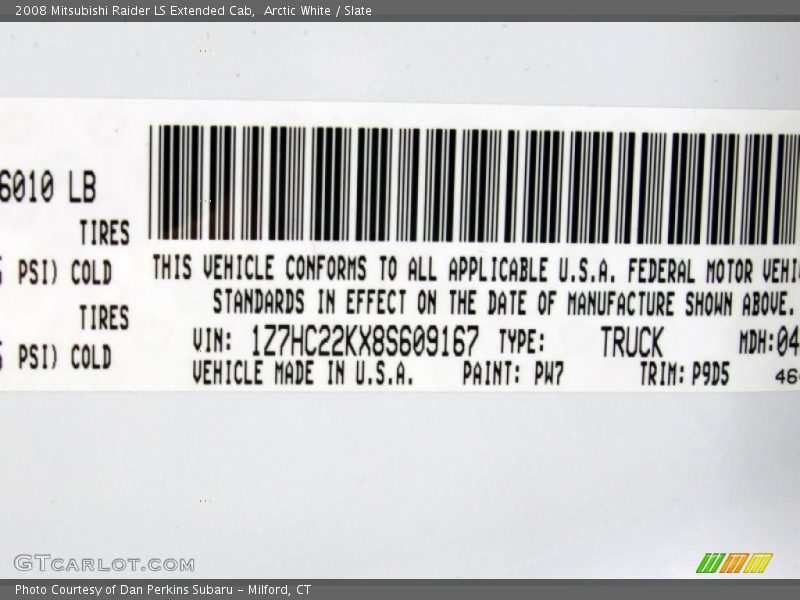 2008 Mitsubishi Raider LS Extended Cab,  Arctic White / Slate
6010 LB
TIRES
PSI) COLD
THIS VEHICLE CONFORMS TO ALL APPLICABLE U.S.A. FEDERAL MOTOR
STANDARDS IN EFFECT ON THE DATE OF MANUFACTURE SHOWN ABOVE.
TIRES
VIN: 1Z7HC22KX8S609167 TYPE: TRUCK MDH:04
PSI) COLD
VEHICLE MADE IN U.S.A. PAINT: PW7 TRIM: P9D5 46
GTCARLOT.COM
Photo Courtesy of Dan Perkins Subaru - Milford, CT